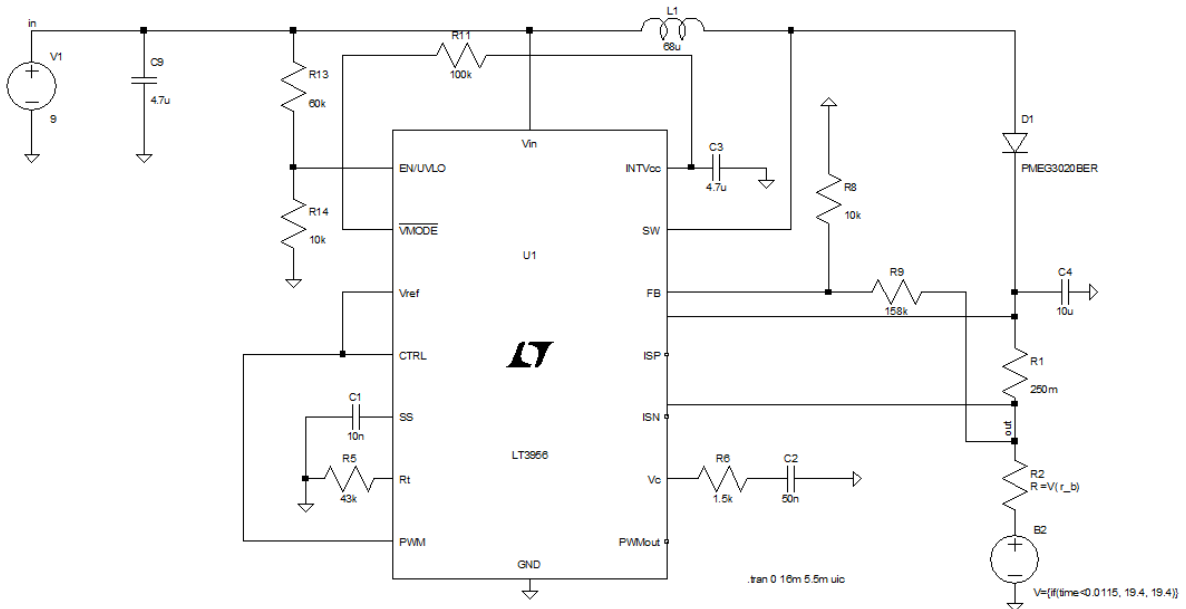 in
L1
68u
V1
9
C9
4.7u
R13
60k
R11
100k
D1
PMEG3020BER
Vin
EN/UVLO
INTVcc
C3
4.7u
R14
10k
VMODE
SW
R8
10k
U1
Vref
FB
R9
158k
C4
10u
CTRL
ISP
R1
250m
C1
10n
SS
ISN
out
LT3956
R5
43k
Rt
Vc
R6
1.5k
C2
50n
R2
R=V(r_b)
PWM
PWMout
GND
B2
.tran 0 16m 5.5m uic
V={if(time<0.0115, 19.4, 19.4)}